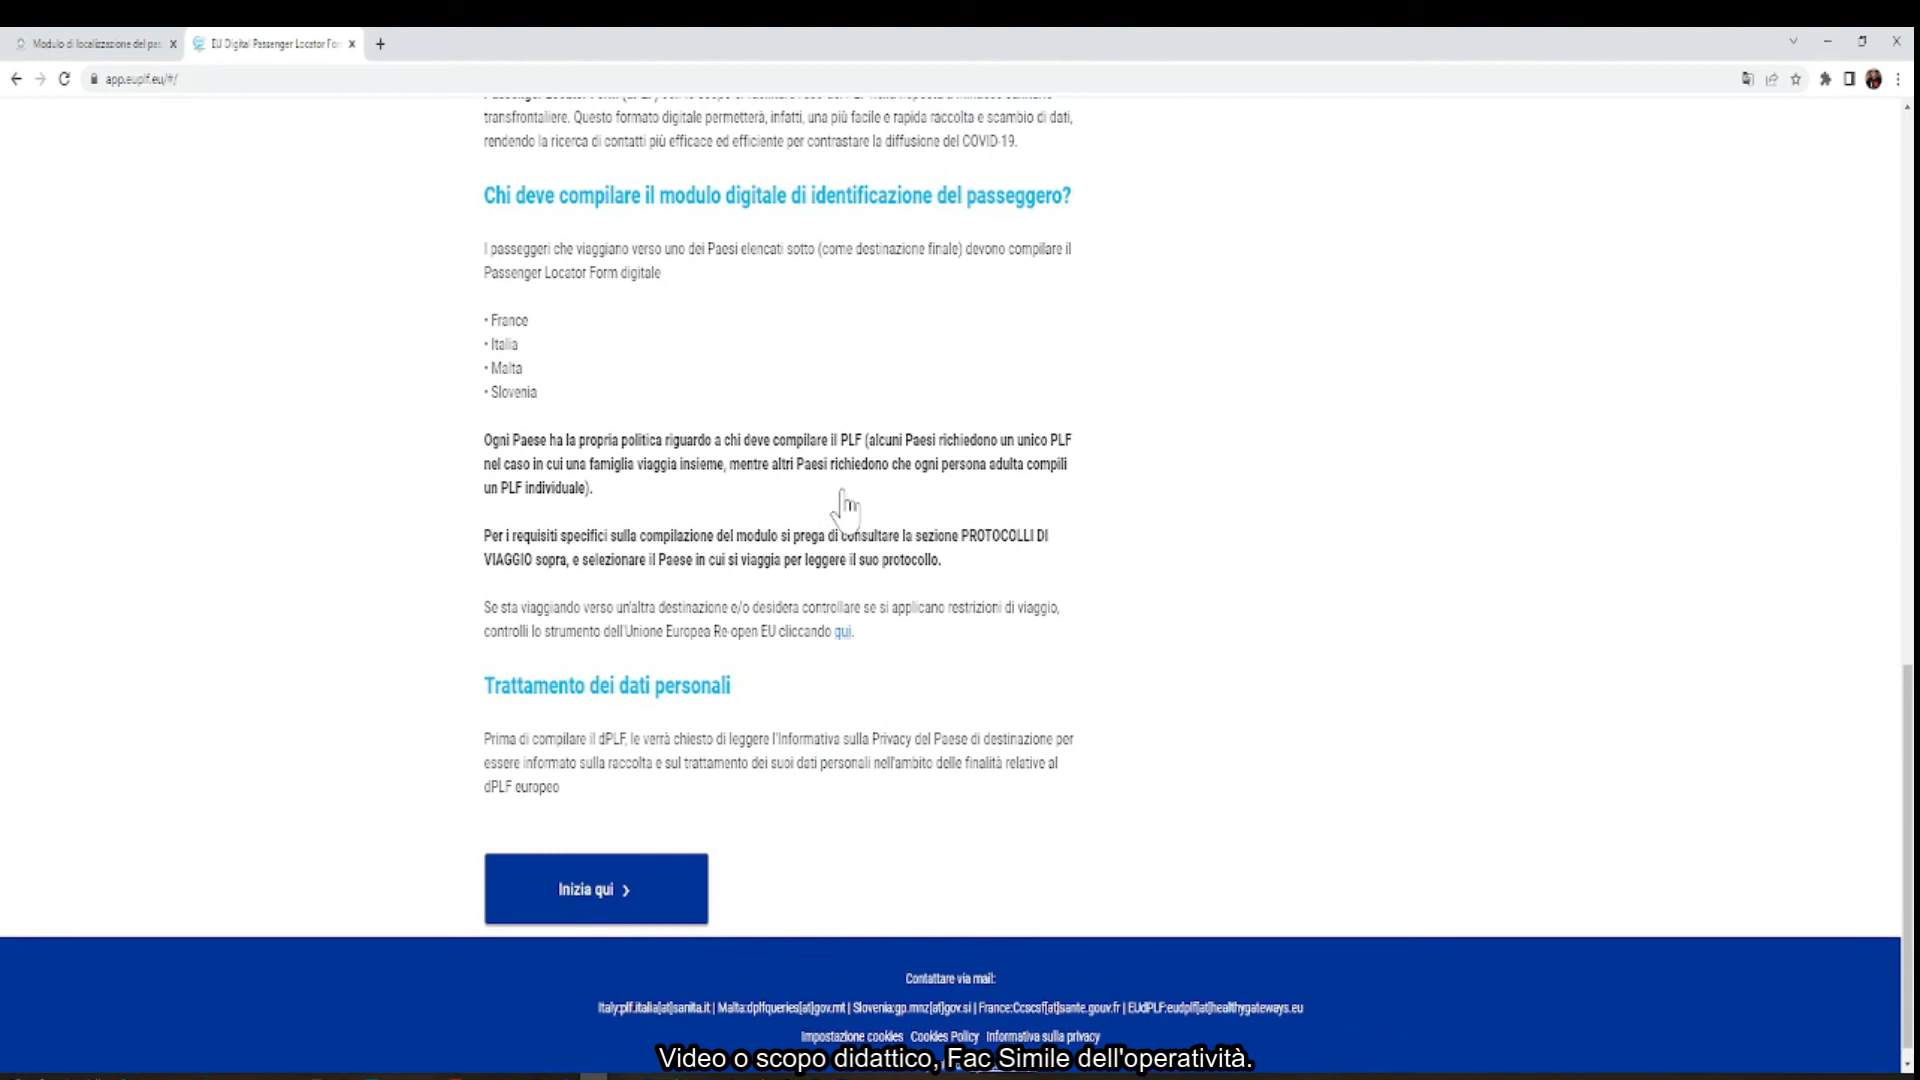 Modulo di localizzazione del pas
EU Digital Passenger Locator For
app.euplf.eu/#/
transfrontaliere. Questo formato digitale permetterà, infatti, una più facile e rapida raccolta e scambio di dati,
rendendo la ricerca di contatti più efficace ed efficiente per contrastare la diffusione del COVID-19.
Chi deve compilare il modulo digitale di identificazione del passeggero?
I passeggeri che viaggiano verso uno dei Paesi elencati sotto (come destinazione finale) devono compilare il
Passenger Locator Form digitale
• France
• Italia
• Malta
• Slovenia
Ogni Paese ha la propria politica riguardo a chi deve compilare il PLF (alcuni Paesi richiedono un unico PLF
nel caso in cui una famiglia viaggia insieme, mentre altri Paesi richiedono che ogni persona adulta compili
un PLF individuale).
Per i requisiti specifici sulla compilazione del modulo si prega di consultare la sezione PROTOCOLLI DI
VIAGGIO sopra, e selezionare il Paese in cui si viaggia per leggere il suo protocollo.
Se sta viaggiando verso un'altra destinazione e/o desidera controllare se si applicano restrizioni di viaggio,
controlli lo strumento dell'Unione Europea Re-open EU cliccando qui.
Trattamento dei dati personali
Prima di compilare il dPLF, le verrà chiesto di leggere l'Informativa sulla Privacy del Paese di destinazione per
essere informato sulla raccolta e sul trattamento dei suoi dati personali nell'ambito delle finalità relative al
dPLF europeo
Inizia qui
Contattare via mail:
Italy:plf.italia[at]sanita.it | Malta:dplfqueries[at]gov.mt | Slovenia:gp.mnz[at]gov.si | France:Ccscsf[at]sante.gouv.fr | EUdPLF:eudplf[at]healthygateways.eu
Impostazione cookies Cookies Policy Informativa sulla privacy
Video o scopo didattico, Fac Simile dell'operatività.